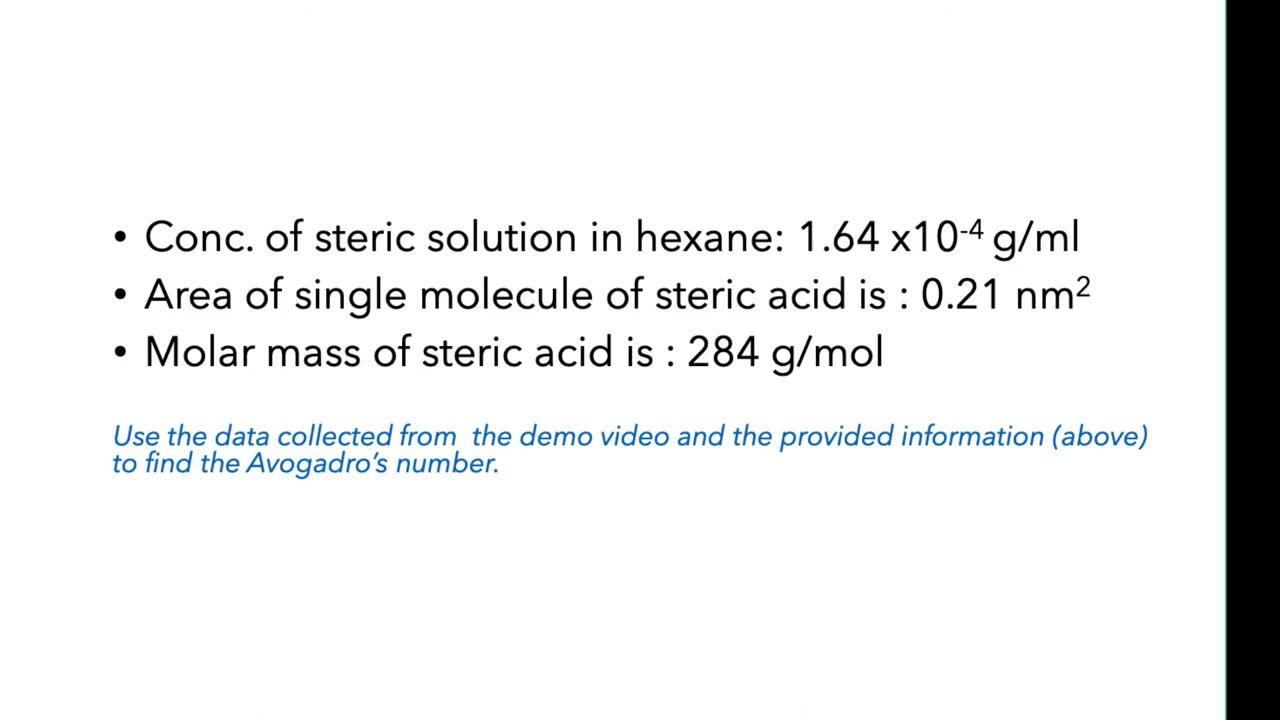 • Conc. of steric solution in hexane: 1.64 x10⁻⁴ g/ml
• Area of single molecule of steric acid is : 0.21 nm²
• Molar mass of steric acid is : 284 g/mol
Use the data collected from the demo video and the provided information (above)
to find the Avogadro’s number.